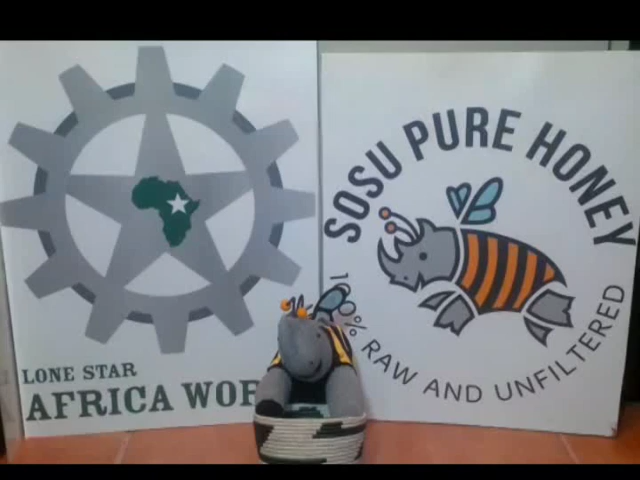 LONE STAR
AFRICA WOR
SOSU PURE HONEY
100% RAW AND UNFILTERED